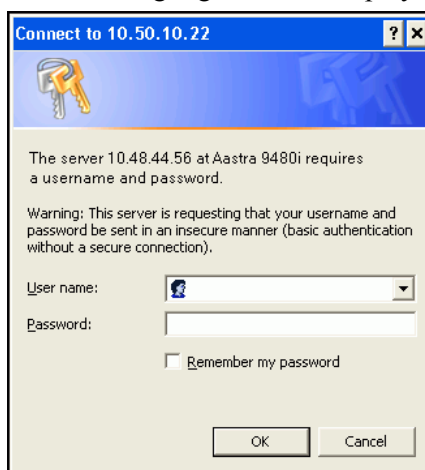 Connect to 10.50.10.22
The server 10.48.44.56 at Aastra 9480i requires
a username and password.
Warning: This server is requesting that your username and
password be sent in an insecure manner (basic authentication
without a secure connection).
User name:
Password:
Remember my password
OK Cancel